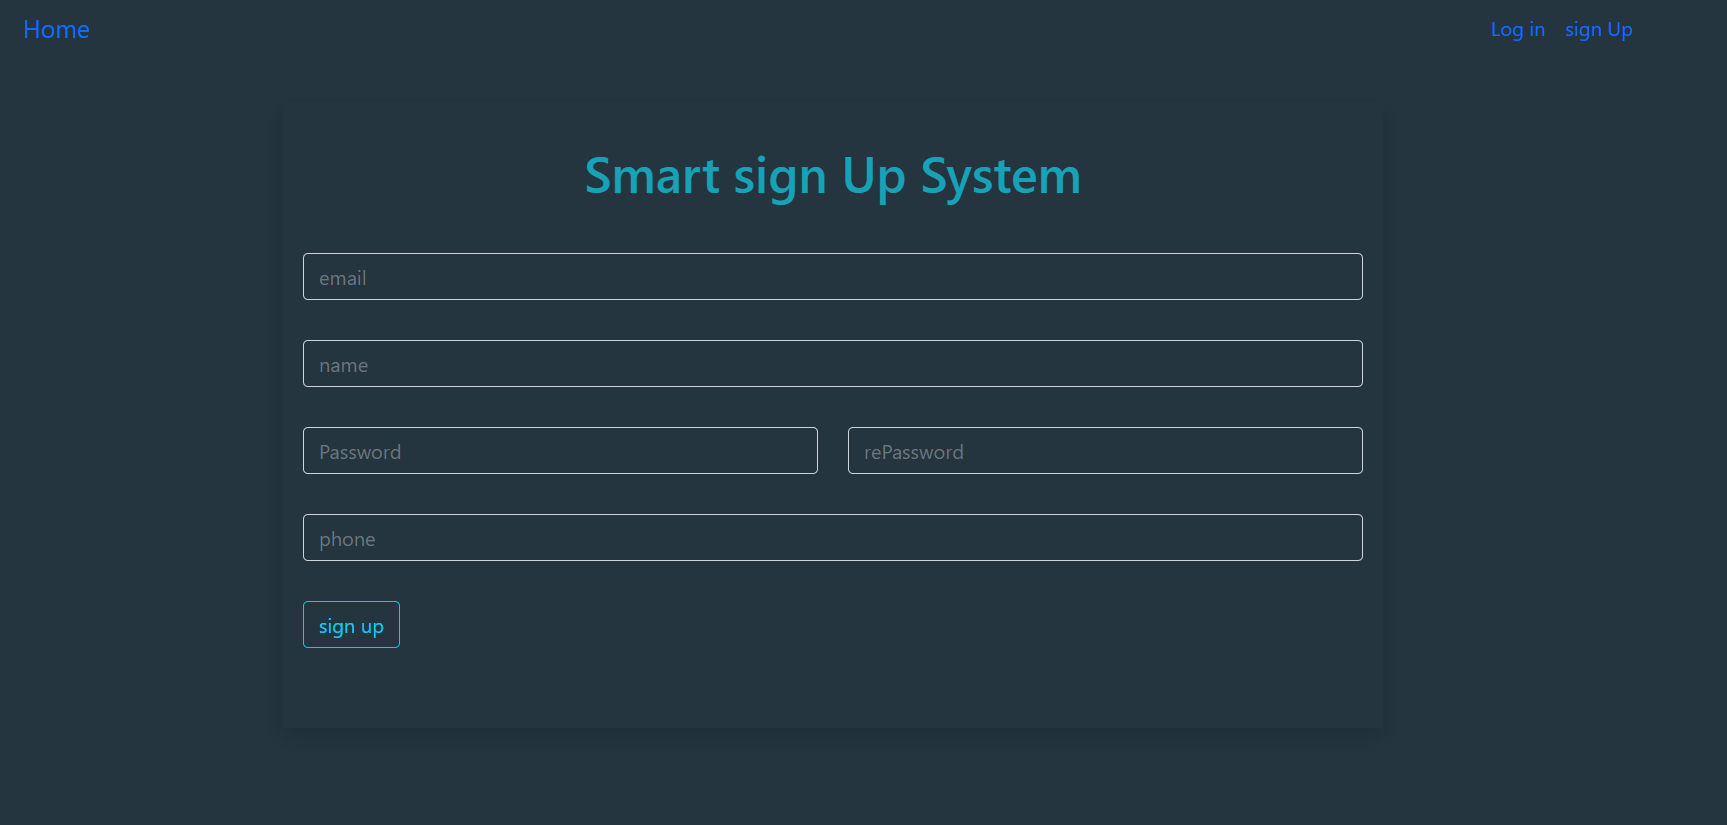 Home Log in sign Up
Smart sign Up System
email
name
Password rePassword
phone
sign up